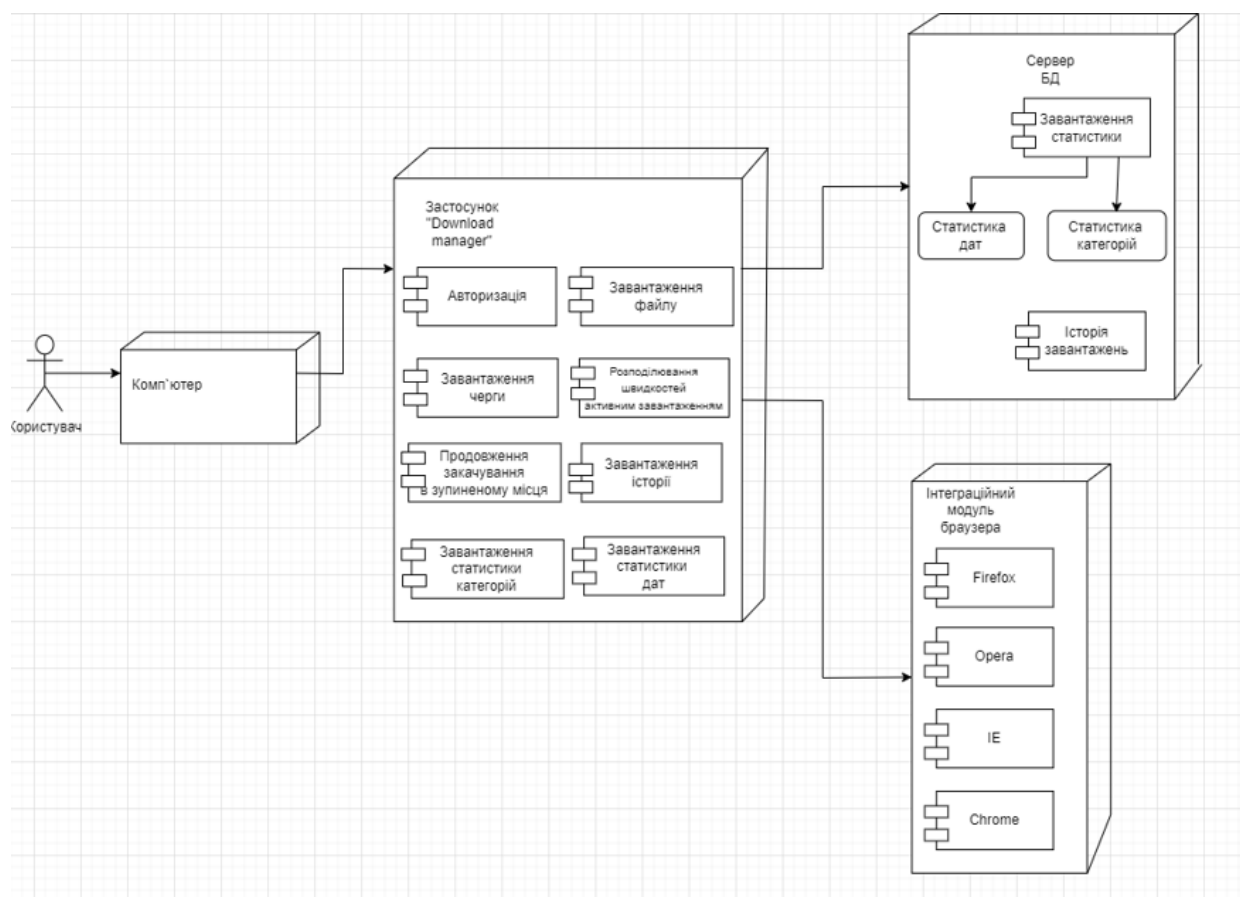 Користувач
Комп`ютер
Застосунок
"Download
manager"
Авторизація
Завантаження
файлу
Завантаження
черги
Розподілювання
швидкостей
активним завантаженням
Продовження
закачування
в зупиненому місця
Завантаження
історії
Завантаження
статистики
категорій
Завантаження
статистики
дат
Сервер
БД
Завантаження
статистики
Статистика
дат
Статистика
категорій
Історія
завантажень
Інтеграційний
модуль
браузера
Firefox
Opera
IE
Chrome